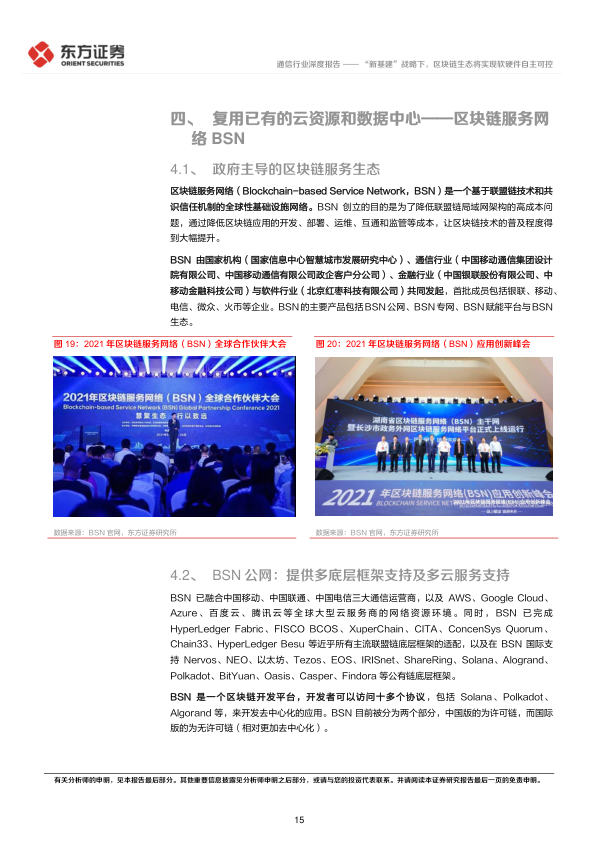 东方证券
ORIENT SECURITIES
通信行业深度报告 —— “新基建”战略下，区块链生态将实现软硬件自主可控
四、 复用已有的云资源和数据中心——区块链服务网
络 BSN
4.1、 政府主导的区块链服务生态
区块链服务网络（Blockchain-based Service Network，BSN）是一个基于联盟链技术和共
识信任机制的全球性基础设施网络。BSN 创立的目的是为了降低联盟链局域网架构的高成本问
题，通过降低区块链应用的开发、部署、运维、互通和监管等成本，让区块链技术的普及程度得
到大幅提升。
BSN 由国家机构（国家信息中心智慧城市发展研究中心）、通信行业（中国移动通信集团设计
院有限公司、中国移动通信有限公司政企客户分公司）、金融行业（中国银联股份有限公司、中
移动金融科技公司）与软件行业（北京红枣科技有限公司）共同发起，首批成员包括银联、移动、
电信、微众、火币等企业。BSN 的主要产品包括 BSN 公网、BSN 专网、BSN 赋能平台与 BSN
生态。
图 19：2021 年区块链服务网络（BSN）全球合作伙伴大会
图 20：2021 年区块链服务网络（BSN）应用创新峰会
2021年区块链服务网络（BSN）全球合作伙伴大会
Blockchain-based Service Network (BSN) Global Partnership Conference 2021
湖南省区块链服务网络（BSN）主干网
暨长沙市政务外网区块链服务网络平台正式上线运行
2021 年区块链服务网络(BSN)应用创新峰会
数据来源：BSN 官网，东方证券研究所
数据来源：BSN 官网，东方证券研究所
4.2、 BSN 公网：提供多底层框架支持及多云服务支持
BSN 已融合中国移动、中国联通、中国电信三大通信运营商，以及 AWS、Google Cloud、
Azure、百度云、腾讯云等全球大型云服务商的网络资源环境。同时，BSN 已完成
HyperLedger Fabric、FISCO BCOS、XuperChain、CITA、ConcenSys Quorum、
Chain33、HyperLedger Besu 等近乎所有主流联盟链底层框架的适配，以及在 BSN 国际支
持 Nervos、NEO、以太坊、Tezos、EOS、IRISnet、ShareRing、Solana、Alogrand、
Polkadot、BitYuan、Oasis、Casper、Findora 等公有链底层框架。
BSN 是一个区块链开发平台，开发者可以访问十多个协议，包括 Solana、Polkadot、
Algorand 等，来开发去中心化的应用。BSN 目前被分为两个部分，中国版的为许可链，而国际
版的为无许可链（相对更加去中心化）。
有关分析师的申明，见本报告最后部分。其他重要信息披露见分析师申明之后部分，或请与您的投资代表联系。并请阅读本证券研究报告最后一页的免责申明。
15